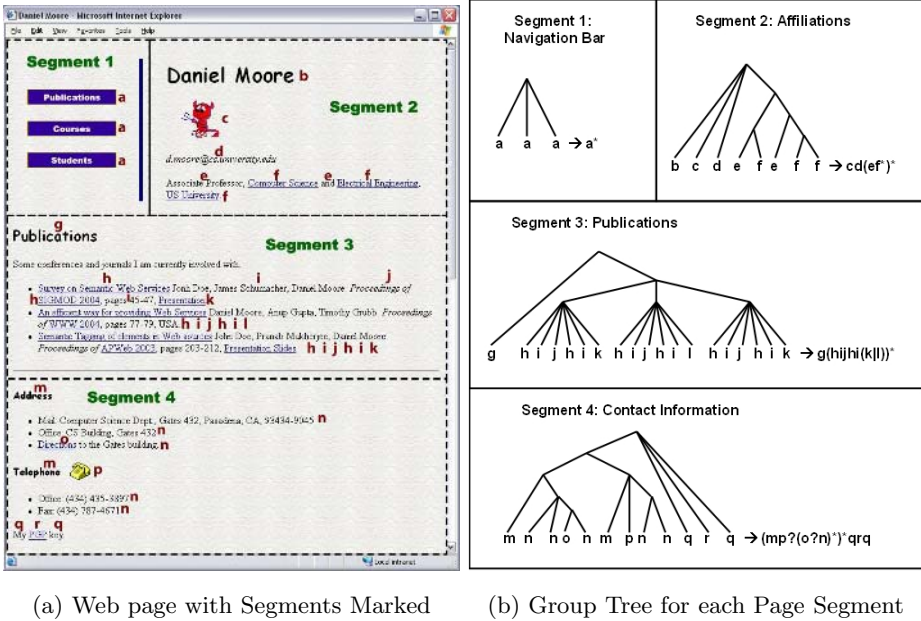 Daniel Moore - Microsoft Internet Explorer
File Edit View Favorites Tools Help
Segment 1
Publications a
Courses a
Students a
Daniel Moore b
c
Segment 2
d
d.moore@cs.university.edu
e f e f
Associate Professor, Computer Science and Electrical Engineering,
US University f
g
Publications
Segment 3
Some conferences and journals I am currently involved with.
h i j
Survey on Semantic Web Services John Doe, James Schumacher, Daniel Moore Proceedings of
h SIGMOD 2004, pages i 45-47, Presentation k
An efficient way for providing Web Services Daniel Moore, Anup Gupta, Timothy Grubb. Proceedings
of WWW 2004, pages 77-79, USA. h i j h i l
Semantic Tagging of elements in Web sources John Doe, Daniel Moore
Proceedings of APWeb 2003, pages 203-212, Presentation Slides h i j h i k
m
Address
Segment 4
Mail: Computer Science Dept., Gates 432, Pasadena, CA, 93434-9045 n
Office: CS Building, Gates 432 n
o
Directions to the Gates building. n
m
Telephone p
Office: (434) 435-3397 n
Fax: (434) 787-4671 n
q r q
My PGP key.
Local intranet
(a) Web page with Segments Marked
Segment 1:
Navigation Bar
a a a → a*
Segment 2: Affiliations
b c d e f e f f → cd(ef*)*
Segment 3: Publications
g h i j h i k h i j h i l h i j h i k → g(hijhi(k|l))*
Segment 4: Contact Information
m n n o n m p n n q r q → (mp?(o?n)*)*qrq
(b) Group Tree for each Page Segment